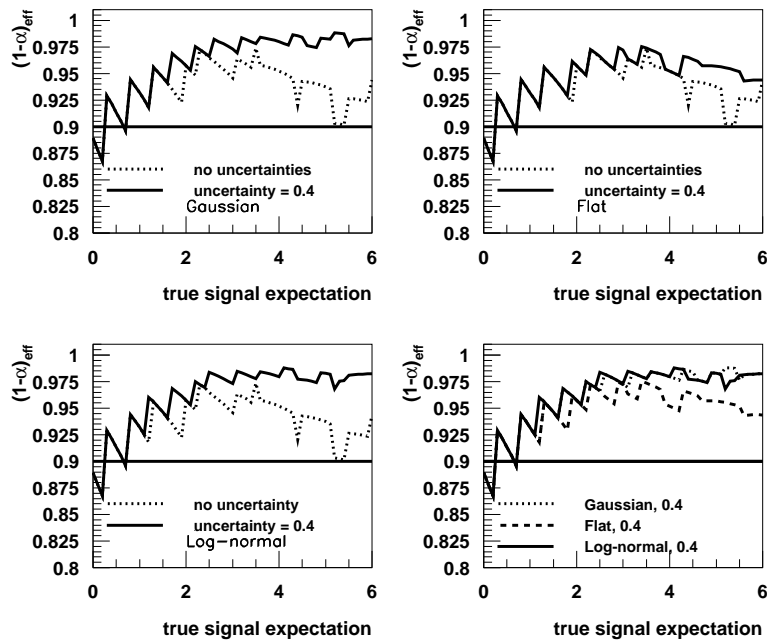 (1-α)eff
1
0.975
0.95
0.925
0.9
0.875
0.85
0.825
0.8
no uncertainties
uncertainty = 0.4
Gaussian
0 2 4 6
true signal expectation
(1-α)eff
1
0.975
0.95
0.925
0.9
0.875
0.85
0.825
0.8
no uncertainties
uncertainty = 0.4
Flat
0 2 4 6
true signal expectation
(1-α)eff
1
0.975
0.95
0.925
0.9
0.875
0.85
0.825
0.8
no uncertainty
uncertainty = 0.4
Log-normal
0 2 4 6
true signal expectation
(1-α)eff
1
0.975
0.95
0.925
0.9
0.875
0.85
0.825
0.8
Gaussian, 0.4
Flat, 0.4
Log-normal, 0.4
0 2 4 6
true signal expectation